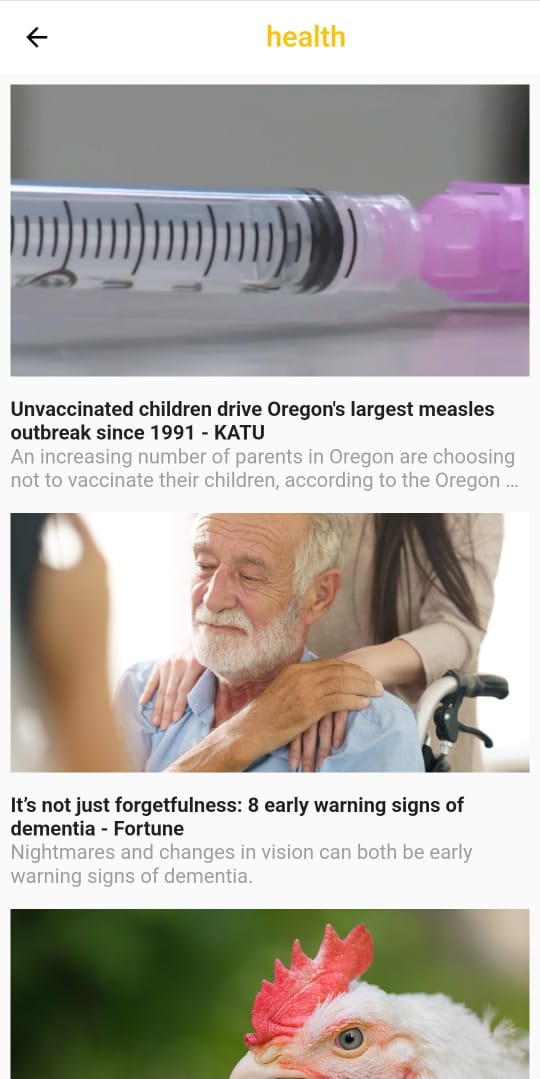 health
Unvaccinated children drive Oregon's largest measles
outbreak since 1991 - KATU
An increasing number of parents in Oregon are choosing
not to vaccinate their children, according to the Oregon ...
It’s not just forgetfulness: 8 early warning signs of
dementia - Fortune
Nightmares and changes in vision can both be early
warning signs of dementia.